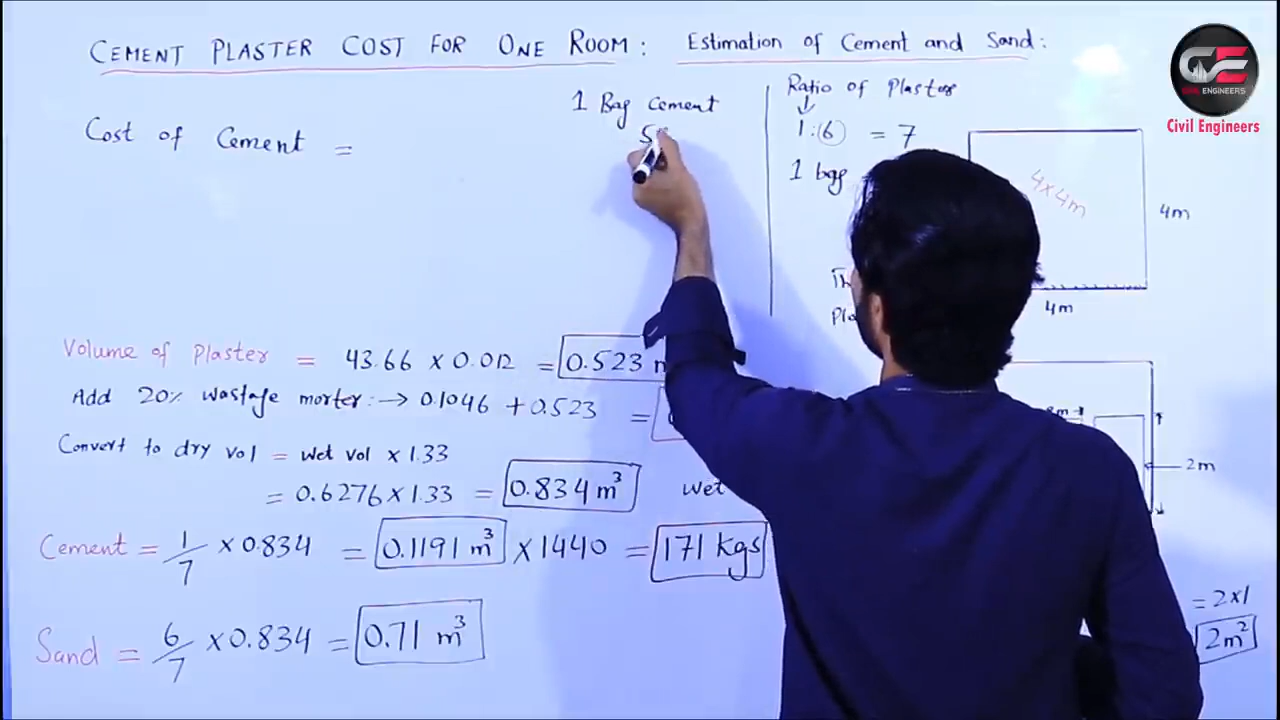 CEMENT PLASTER COST FOR ONE ROOM: Estimation of Cement and Sand:
CIVIL ENGINEERS
Civil Engineers
1 Bag Cement
Cost of Cement =
Ratio of Plaster
1:6 = 7
1 bag
4x4m
4m
4m
Volume of Plaster = 43.66 x 0.012 = 0.523
Add 20% wastage morter:→ 0.1046 + 0.523 =
Convert to dry vol = wet vol x 1.33
= 0.6276 x 1.33 = 0.834 m³
wet
2m
Cement = 1/7 x 0.834 = 0.1191 m³ x 1440 = 171 Kgs
Sand = 6/7 x 0.834 = 0.71 m³
= 2x1
2m²